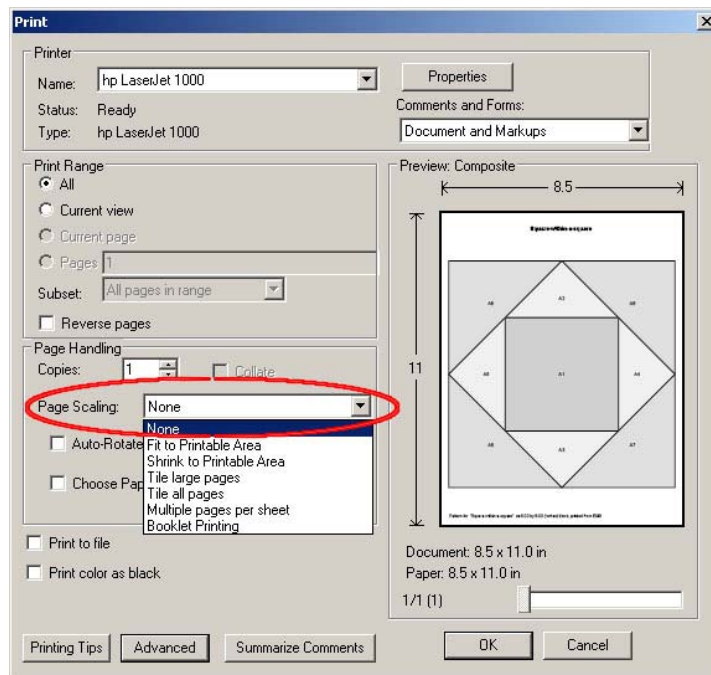 Print
Printer
Name: hp LaserJet 1000
Properties
Status: Ready
Comments and Forms:
Type: hp LaserJet 1000
Document and Markups
Print Range
All
Current view
Current page
Pages 1
Subset: All pages in range
Reverse pages
Page Handling
Copies: 1 Collate
Page Scaling: None
None
Auto-Rotate
Fit to Printable Area
Shrink to Printable Area
Tile large pages
Choose Pap
Tile all pages
Multiple pages per sheet
Booklet Printing
Print to file
Print color as black
Printing Tips Advanced Summarize Comments
Preview: Composite
8.5
11
Square within a square
A2
A1
Document: 8.5 x 11.0 in
Paper: 8.5 x 11.0 in
1/1 (1)
OK Cancel